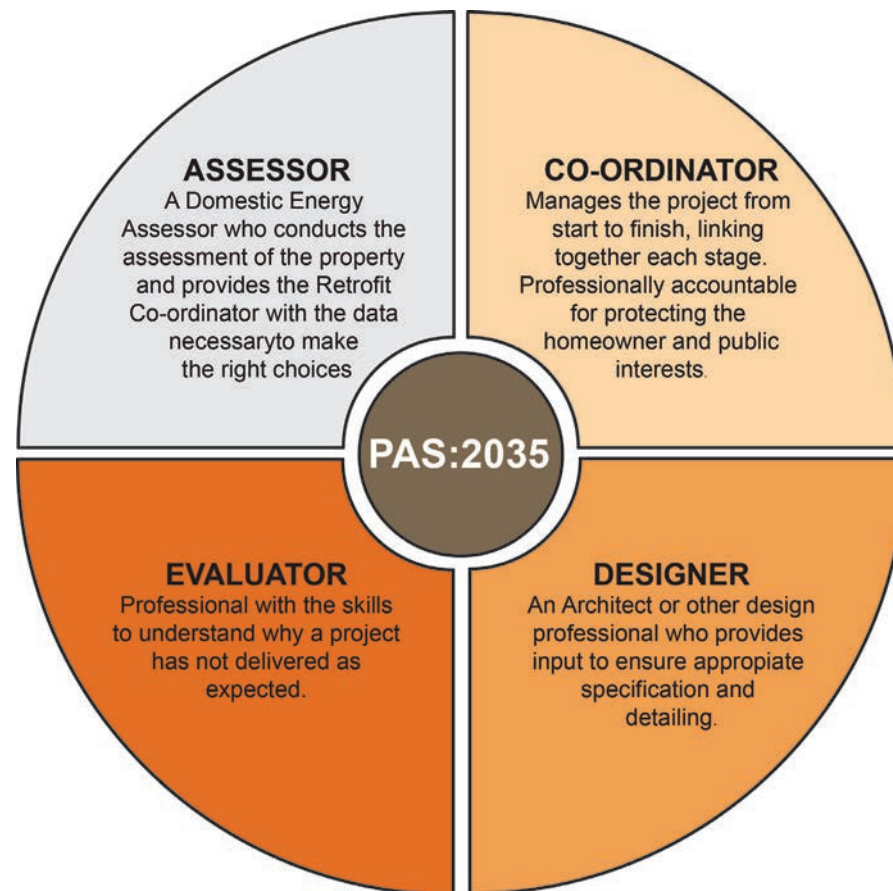 ASSESSOR
A Domestic Energy
Assessor who conducts the
assessment of the property
and provides the Retrofit
Co-ordinator with the data
necessaryto make
the right choices
CO-ORDINATOR
Manages the project from
start to finish, linking
together each stage.
Professionally accountable
for protecting the
homeowner and public
interests.
PAS:2035
EVALUATOR
Professional with the skills
to understand why a project
has not delivered as
expected.
DESIGNER
An Architect or other design
professional who provides
input to ensure appropiate
specification and
detailing.